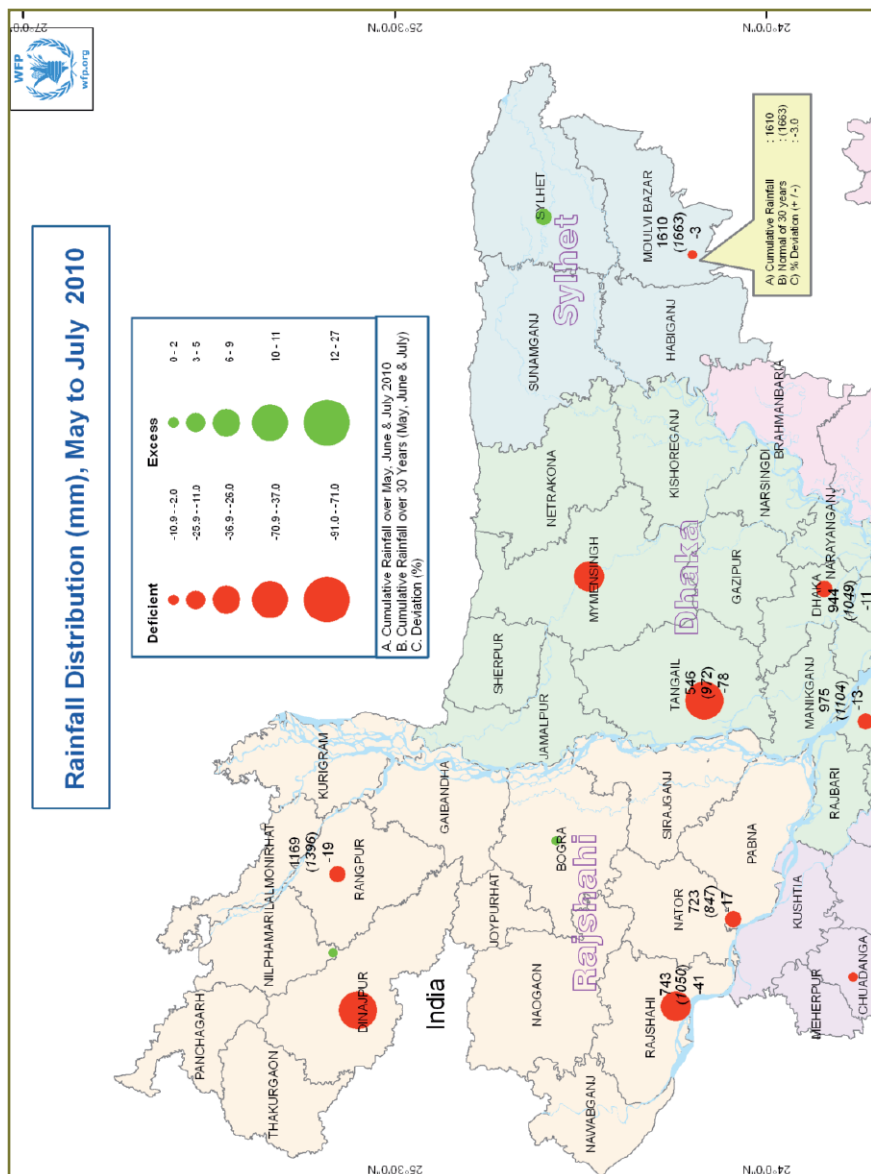 Rainfall Distribution (mm), May to July 2010
WFP
wfp.org
27°0'0"N
25°30'N
24°0'N
Deficient
Excess
-10.9 - -2.0
0 - 2
-25.9 - -11.0
3 - 5
-36.9 - -26.0
6 - 9
-70.9 - -37.0
10 - 11
-91.0 - -71.0
12 - 27
A. Cumulative Rainfall over May, June & July 2010
B. Cumulative Rainfall over 30 Years (May, June & July)
C. Deviation (%)
PANCHAGARH
THAKURGAON
NILPHAMARI
LALMONIRHAT
KURIGRAM
DINAJPUR
1169
(1396)
-19
RANGPUR
GAIBANDHA
India
JOYPURHAT
NAOGAON
BOGRA
Rajshahi
NAWABGANJ
RAJSHAHI
743
(1050)
-41
NATOR
723
(847)
-17
SIRAJGANJ
PABNA
SHERPUR
JAMALPUR
NETRAKONA
MYMENSINGH
Dhaka
TANGAIL
546
(972)
-78
KISHOREGANJ
GAZIPUR
NARSINGDI
MANIKGANJ
975
(1104)
-13
DHAKA
944
(1049)
-11
NARAYANGANJ
RAJBARI
KUSHTIA
MEHERPUR
CHUADANGA
SUNAMGANJ
SYLHET
Sylhet
HABIGANJ
MOULVI BAZAR
1610
(1663)
-3
BRAHMANBARIA
A) Cumulative Rainfall : 1610
B) Normal of 30 years : (1663)
C) % Deviation (+ / -) : -3.0
25°30'N
24°0'N